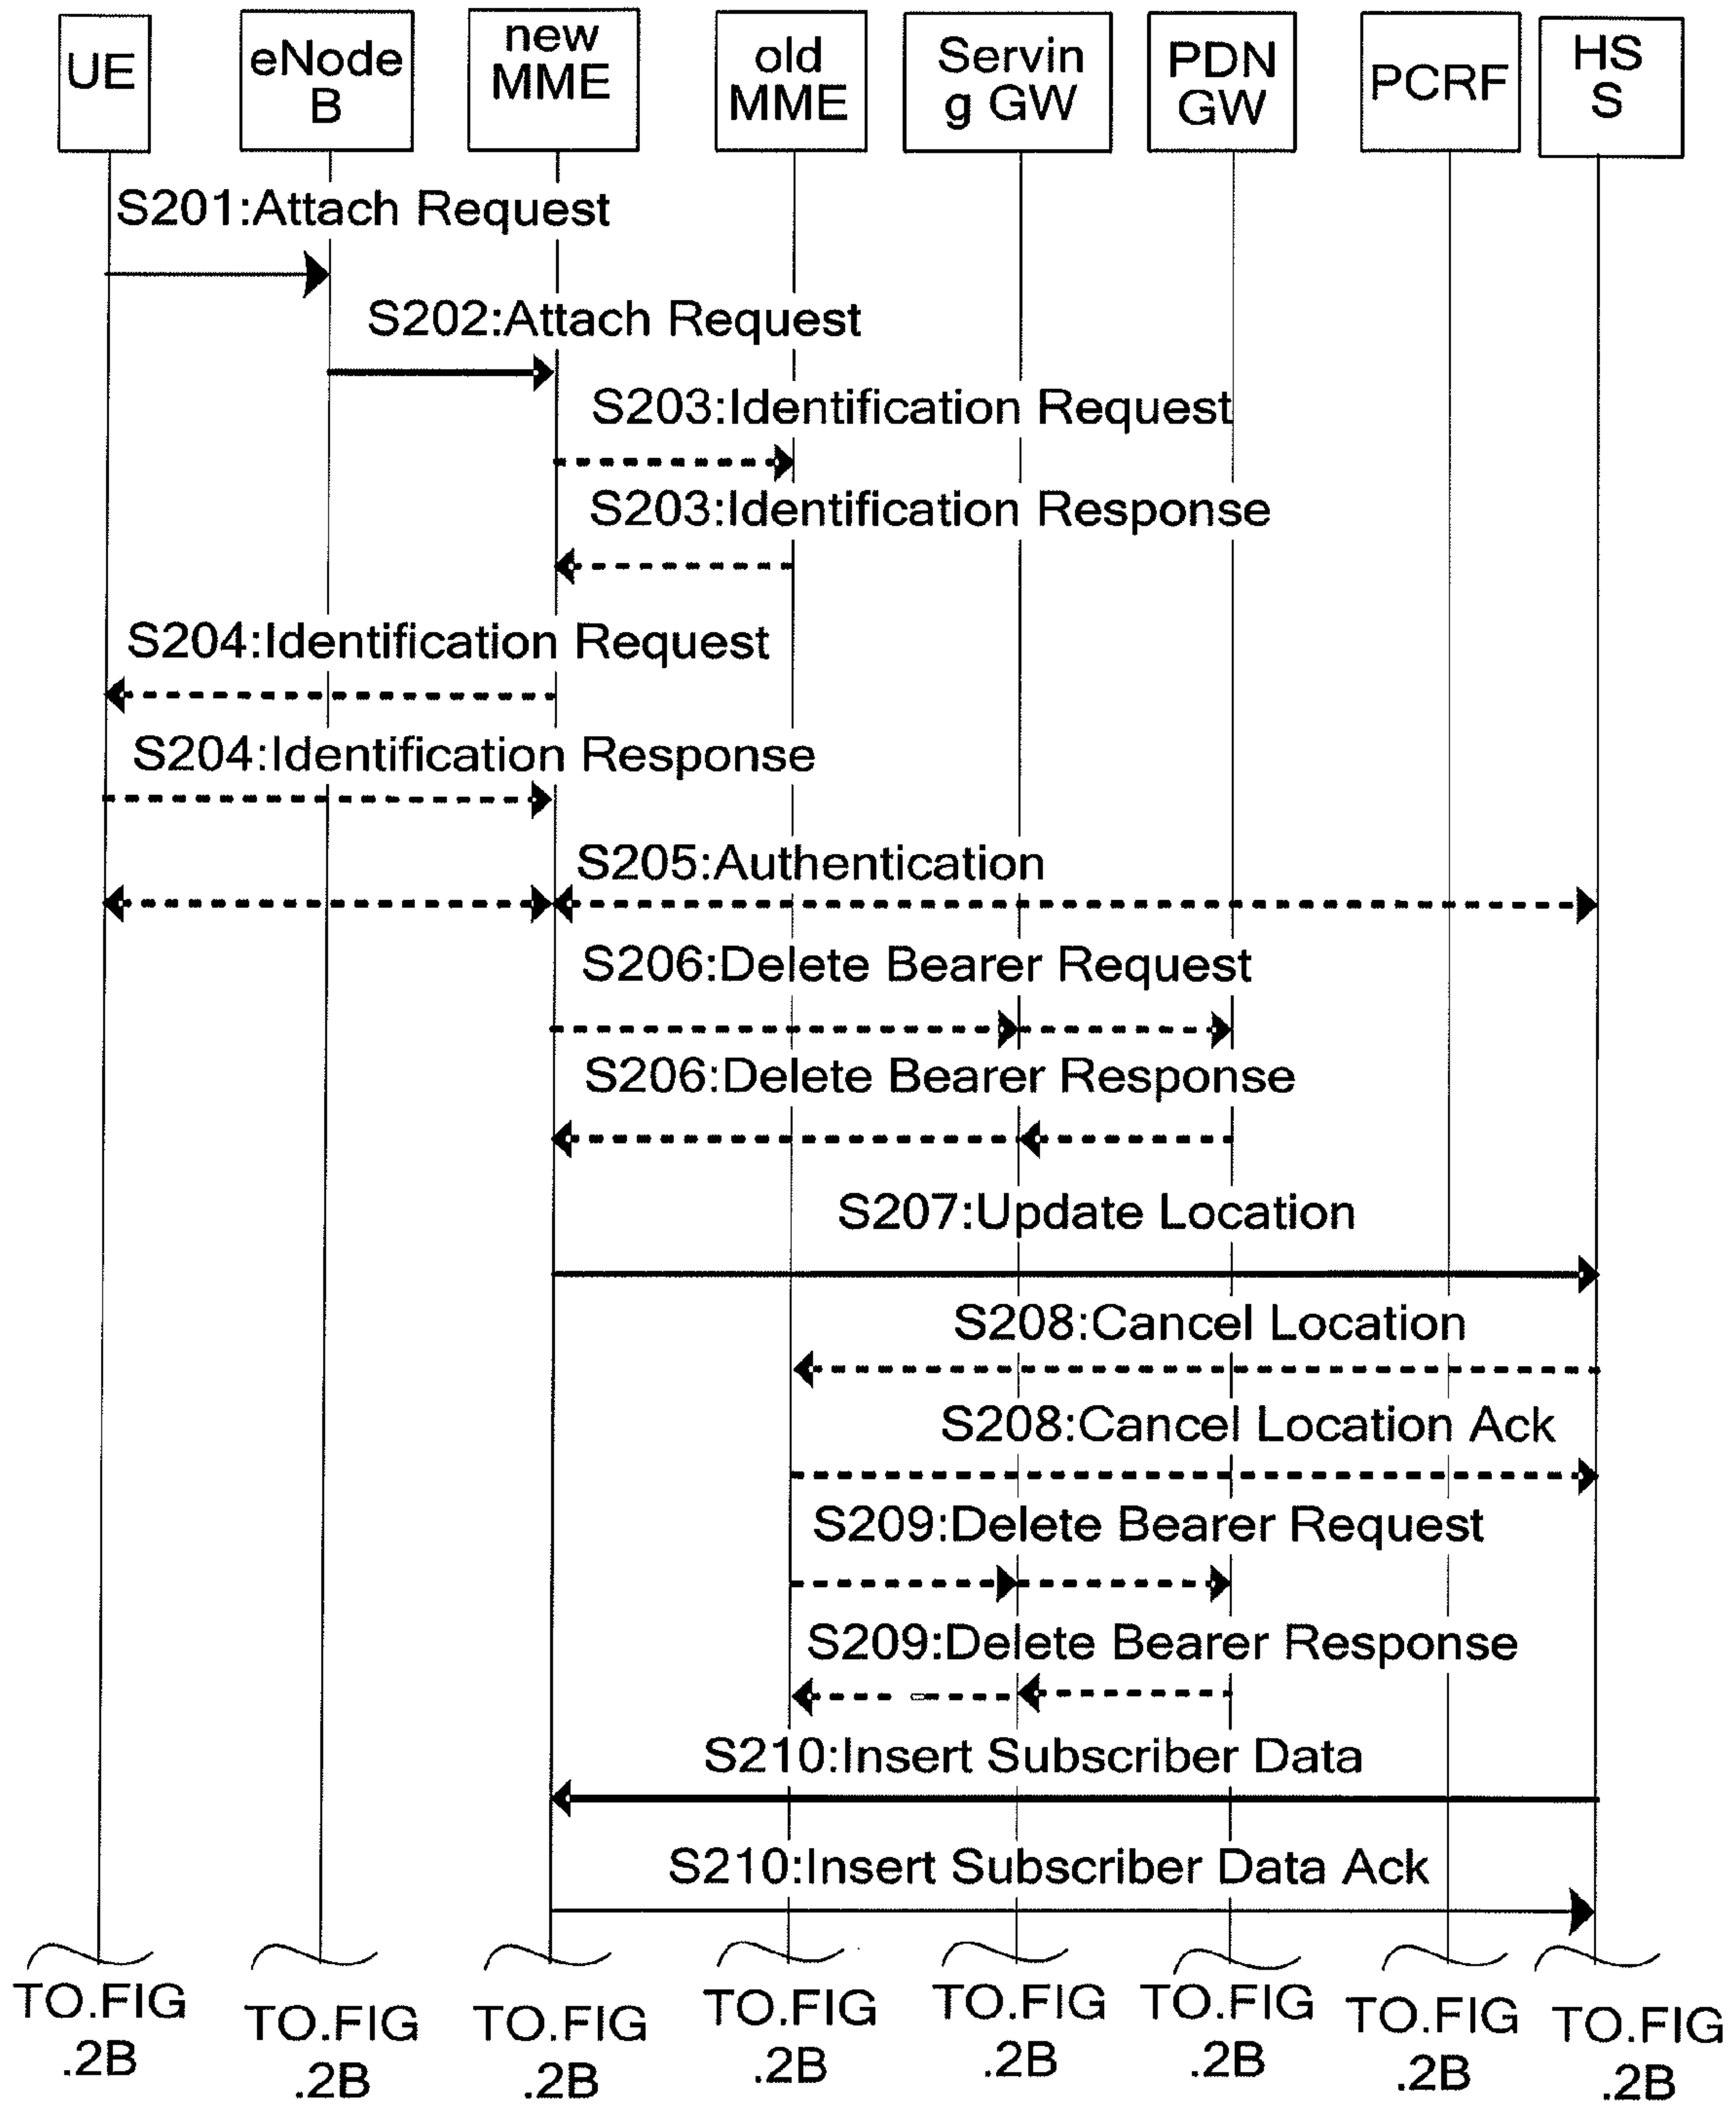 UE
eNode
B
new
MME
old
MME
Servin
g GW
PDN
GW
PCRF
HS
S
S201:Attach Request
S202:Attach Request
S203:Identification Request
S203:Identification Response
S204:Identification Request
S204:Identification Response
S205:Authentication
S206:Delete Bearer Request
S206:Delete Bearer Response
S207:Update Location
S208:Cancel Location
S208:Cancel Location Ack
S209:Delete Bearer Request
S209:Delete Bearer Response
S210:Insert Subscriber Data
S210:Insert Subscriber Data Ack
TO.FIG
.2B
TO.FIG
.2B
TO.FIG
.2B
TO.FIG
.2B
TO.FIG
.2B
TO.FIG
.2B
TO.FIG
.2B
TO.FIG
.2B